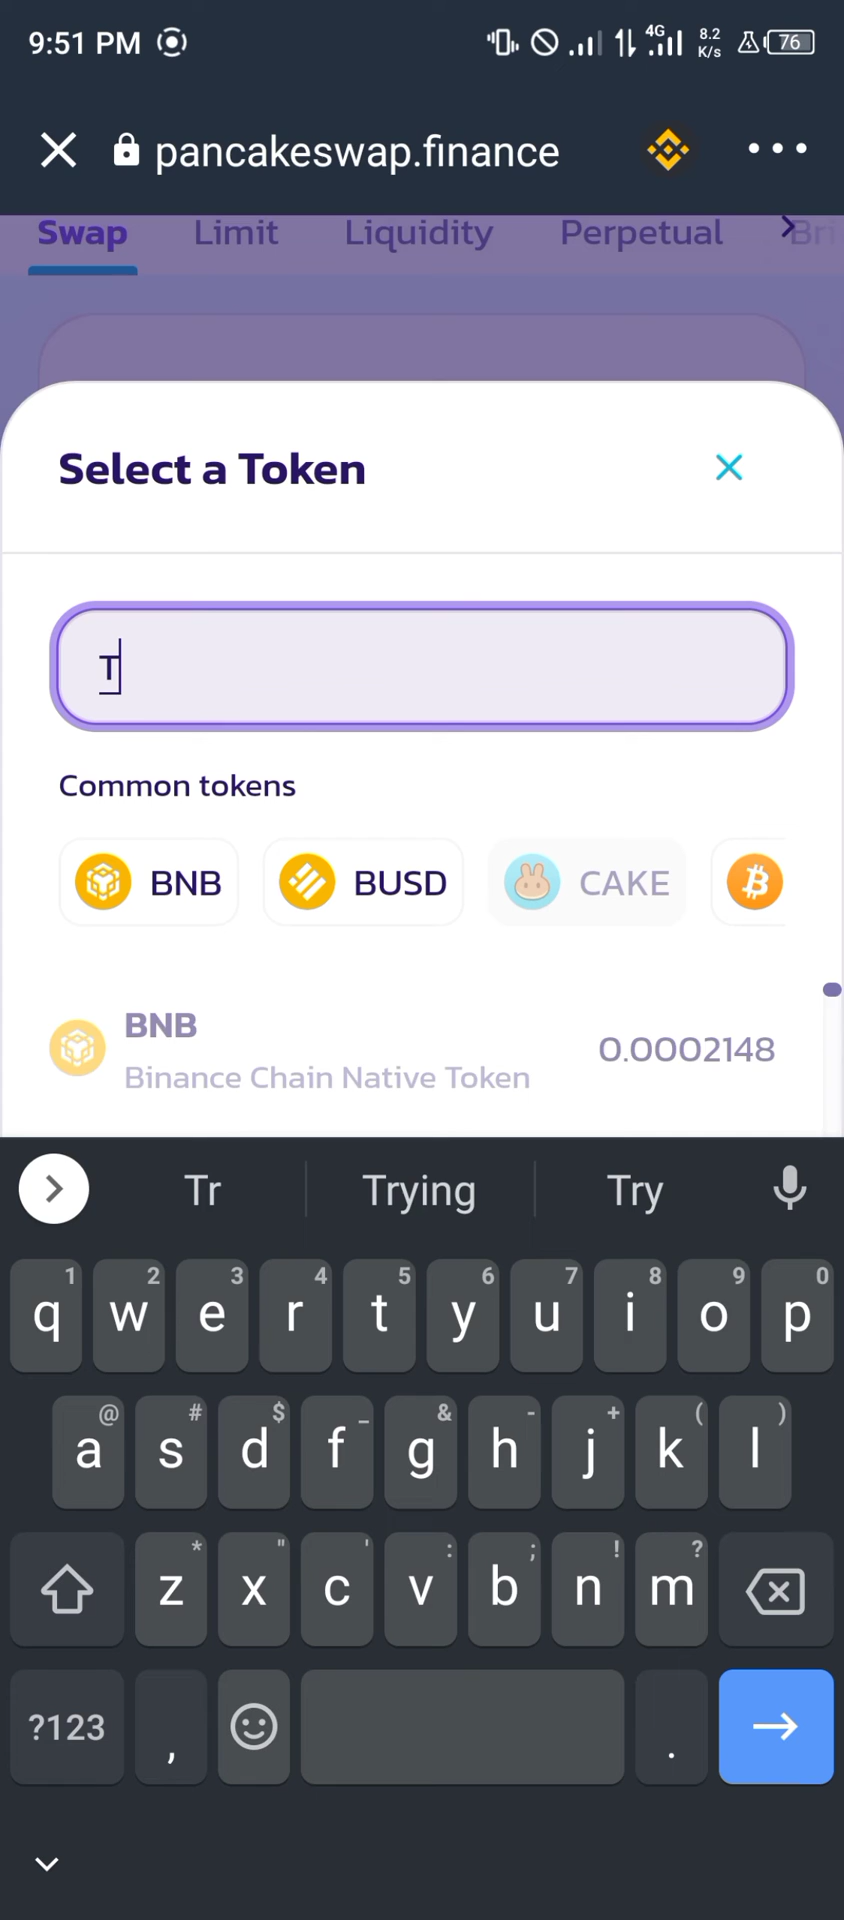 9:51 PM
4G
8.2
K/s
76
pancakeswap.finance
Swap
Limit
Liquidity
Perpetual
Bri
Select a Token
T
Common tokens
BNB
BUSD
CAKE
BNB
0.0002148
Binance Chain Native Token
Tr
Trying
Try
1 2 3 4 5 6 7 8 9 0
q w e r t y u i o p
@ # $ _ & - + ( )
a s d f g h j k l
* " ' : ; ! ?
z x c v b n m
?123 , .